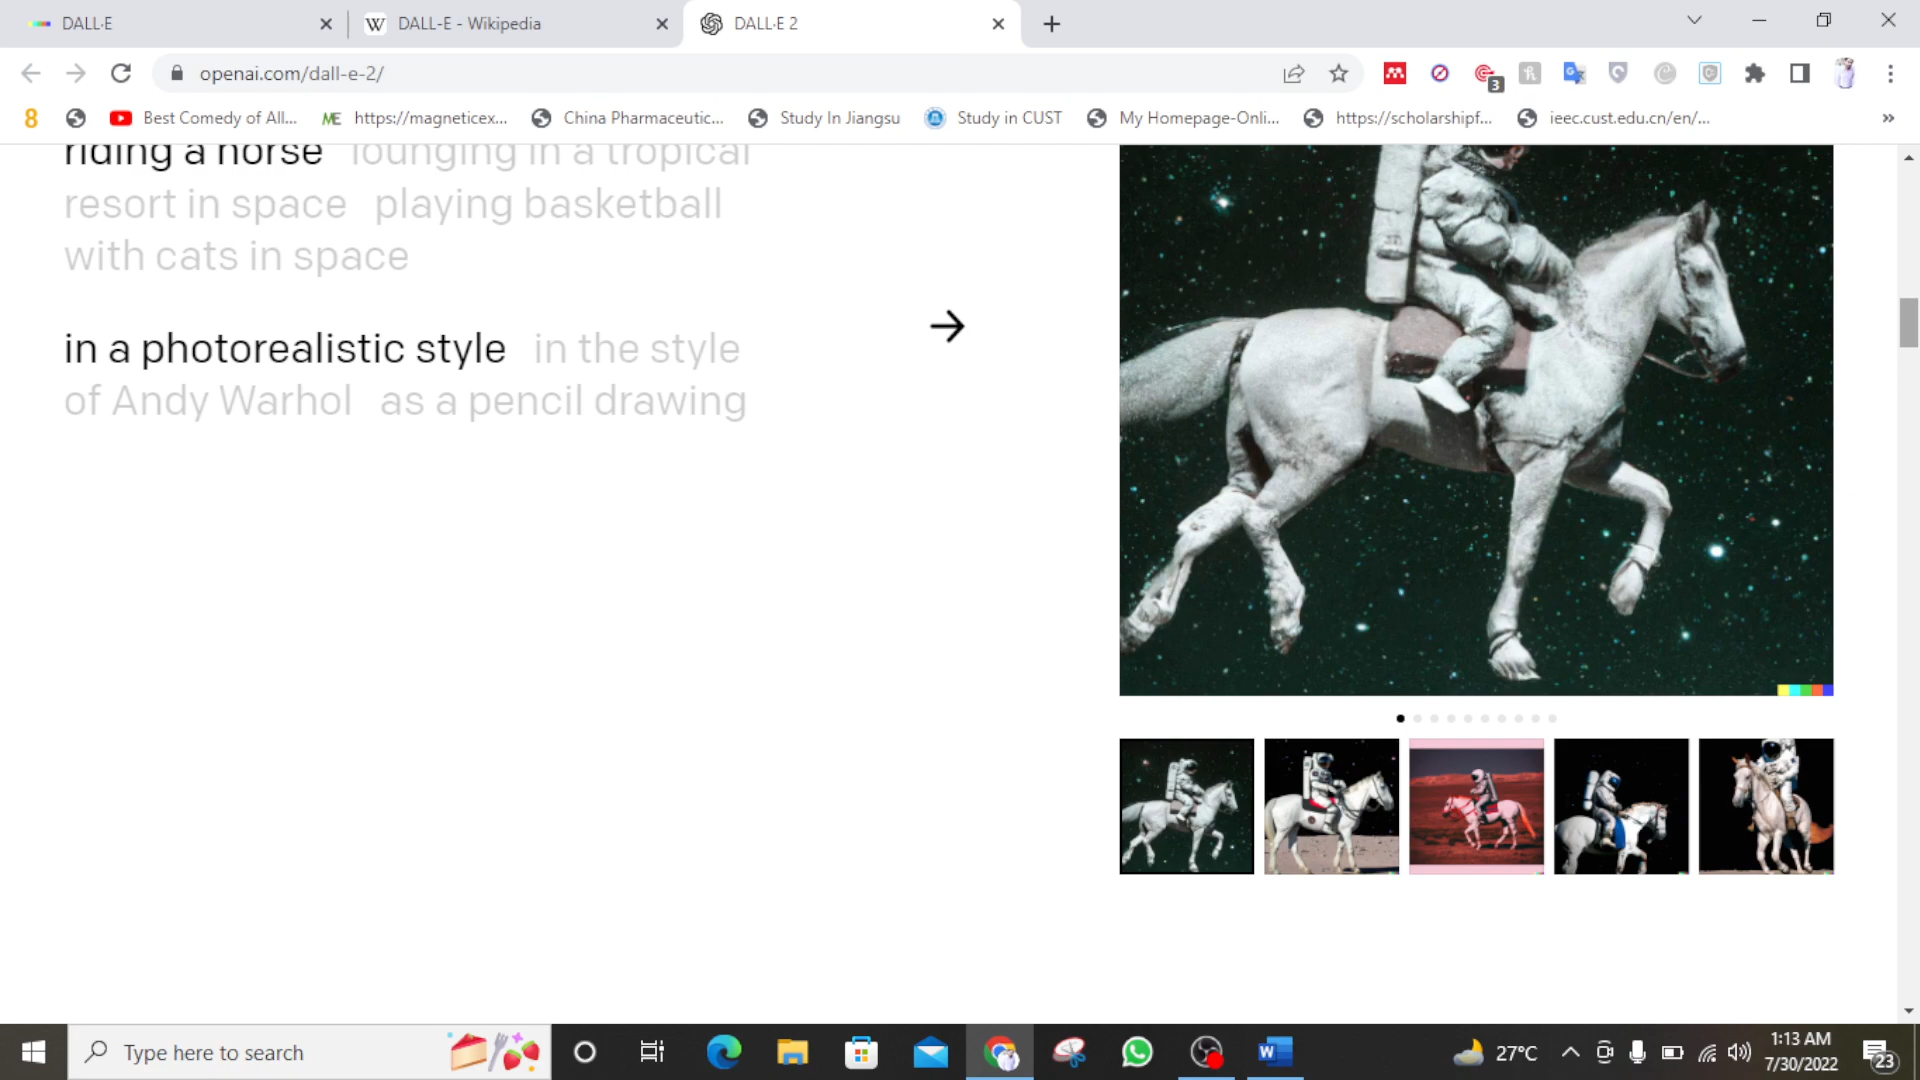 DALL·E
DALL-E - Wikipedia
DALL·E 2
openai.com/dall-e-2/
3
8
Best Comedy of All...
ME
https://magneticex...
China Pharmaceutic...
Study In Jiangsu
Study in CUST
My Homepage-Onli...
https://scholarshipf...
ieec.cust.edu.cn/en/...
»
riding a horse lounging in a tropical
resort in space playing basketball
with cats in space
in a photorealistic style in the style
of Andy Warhol as a pencil drawing
Type here to search
27°C
1:13 AM
7/30/2022
23